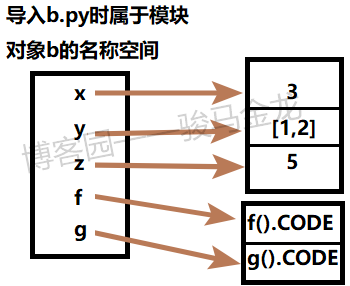 导入b.py时属于模块
对象b的名称空间
x
y
z
f
g
3
[1,2]
5
f().CODE
g().CODE
博客园——骏马金龙